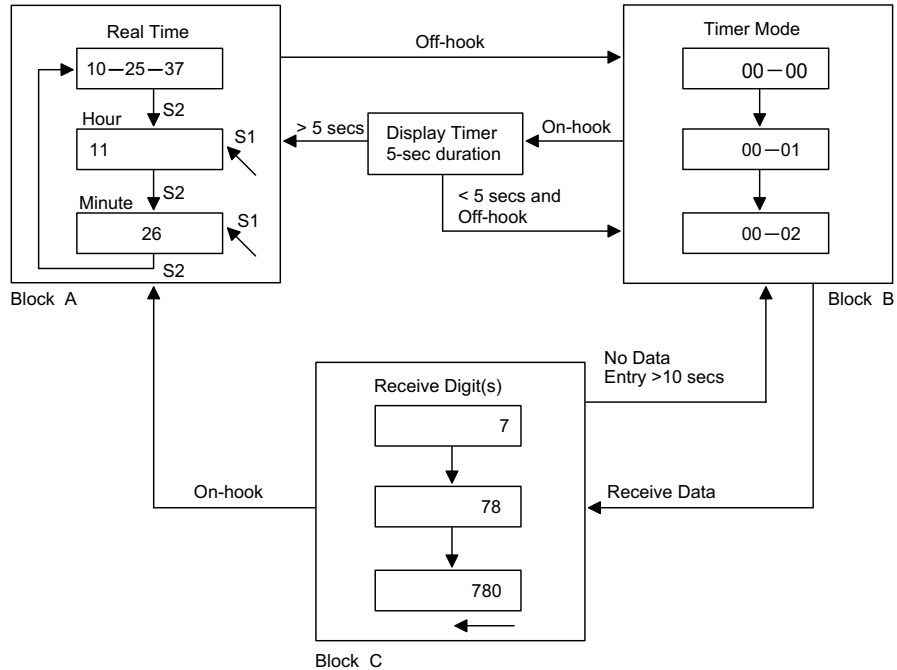 Real Time
10—25—37
S2
Hour
11
S1
S2
Minute
26
S1
S2
Block A
Off-hook
> 5 secs
Display Timer
5-sec duration
On-hook
< 5 secs and
Off-hook
Timer Mode
00—00
00—01
00—02
Block B
No Data
Entry >10 secs
Receive Data
On-hook
Receive Digit(s)
7
78
780
Block C